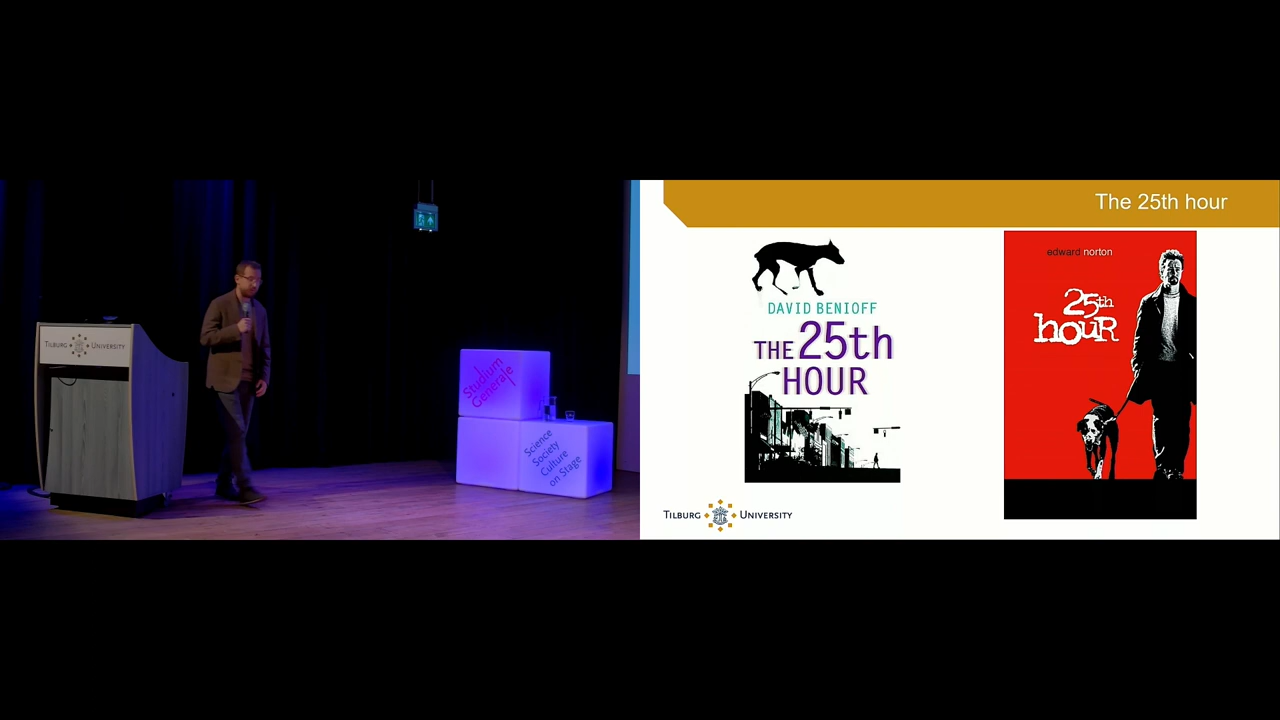 TILBURG UNIVERSITY
Studium
Generale
Science
Society
Culture
on Stage
The 25th hour
DAVID BENIOFF
THE 25th
HOUR
edward norton
25th
hour
TILBURG UNIVERSITY